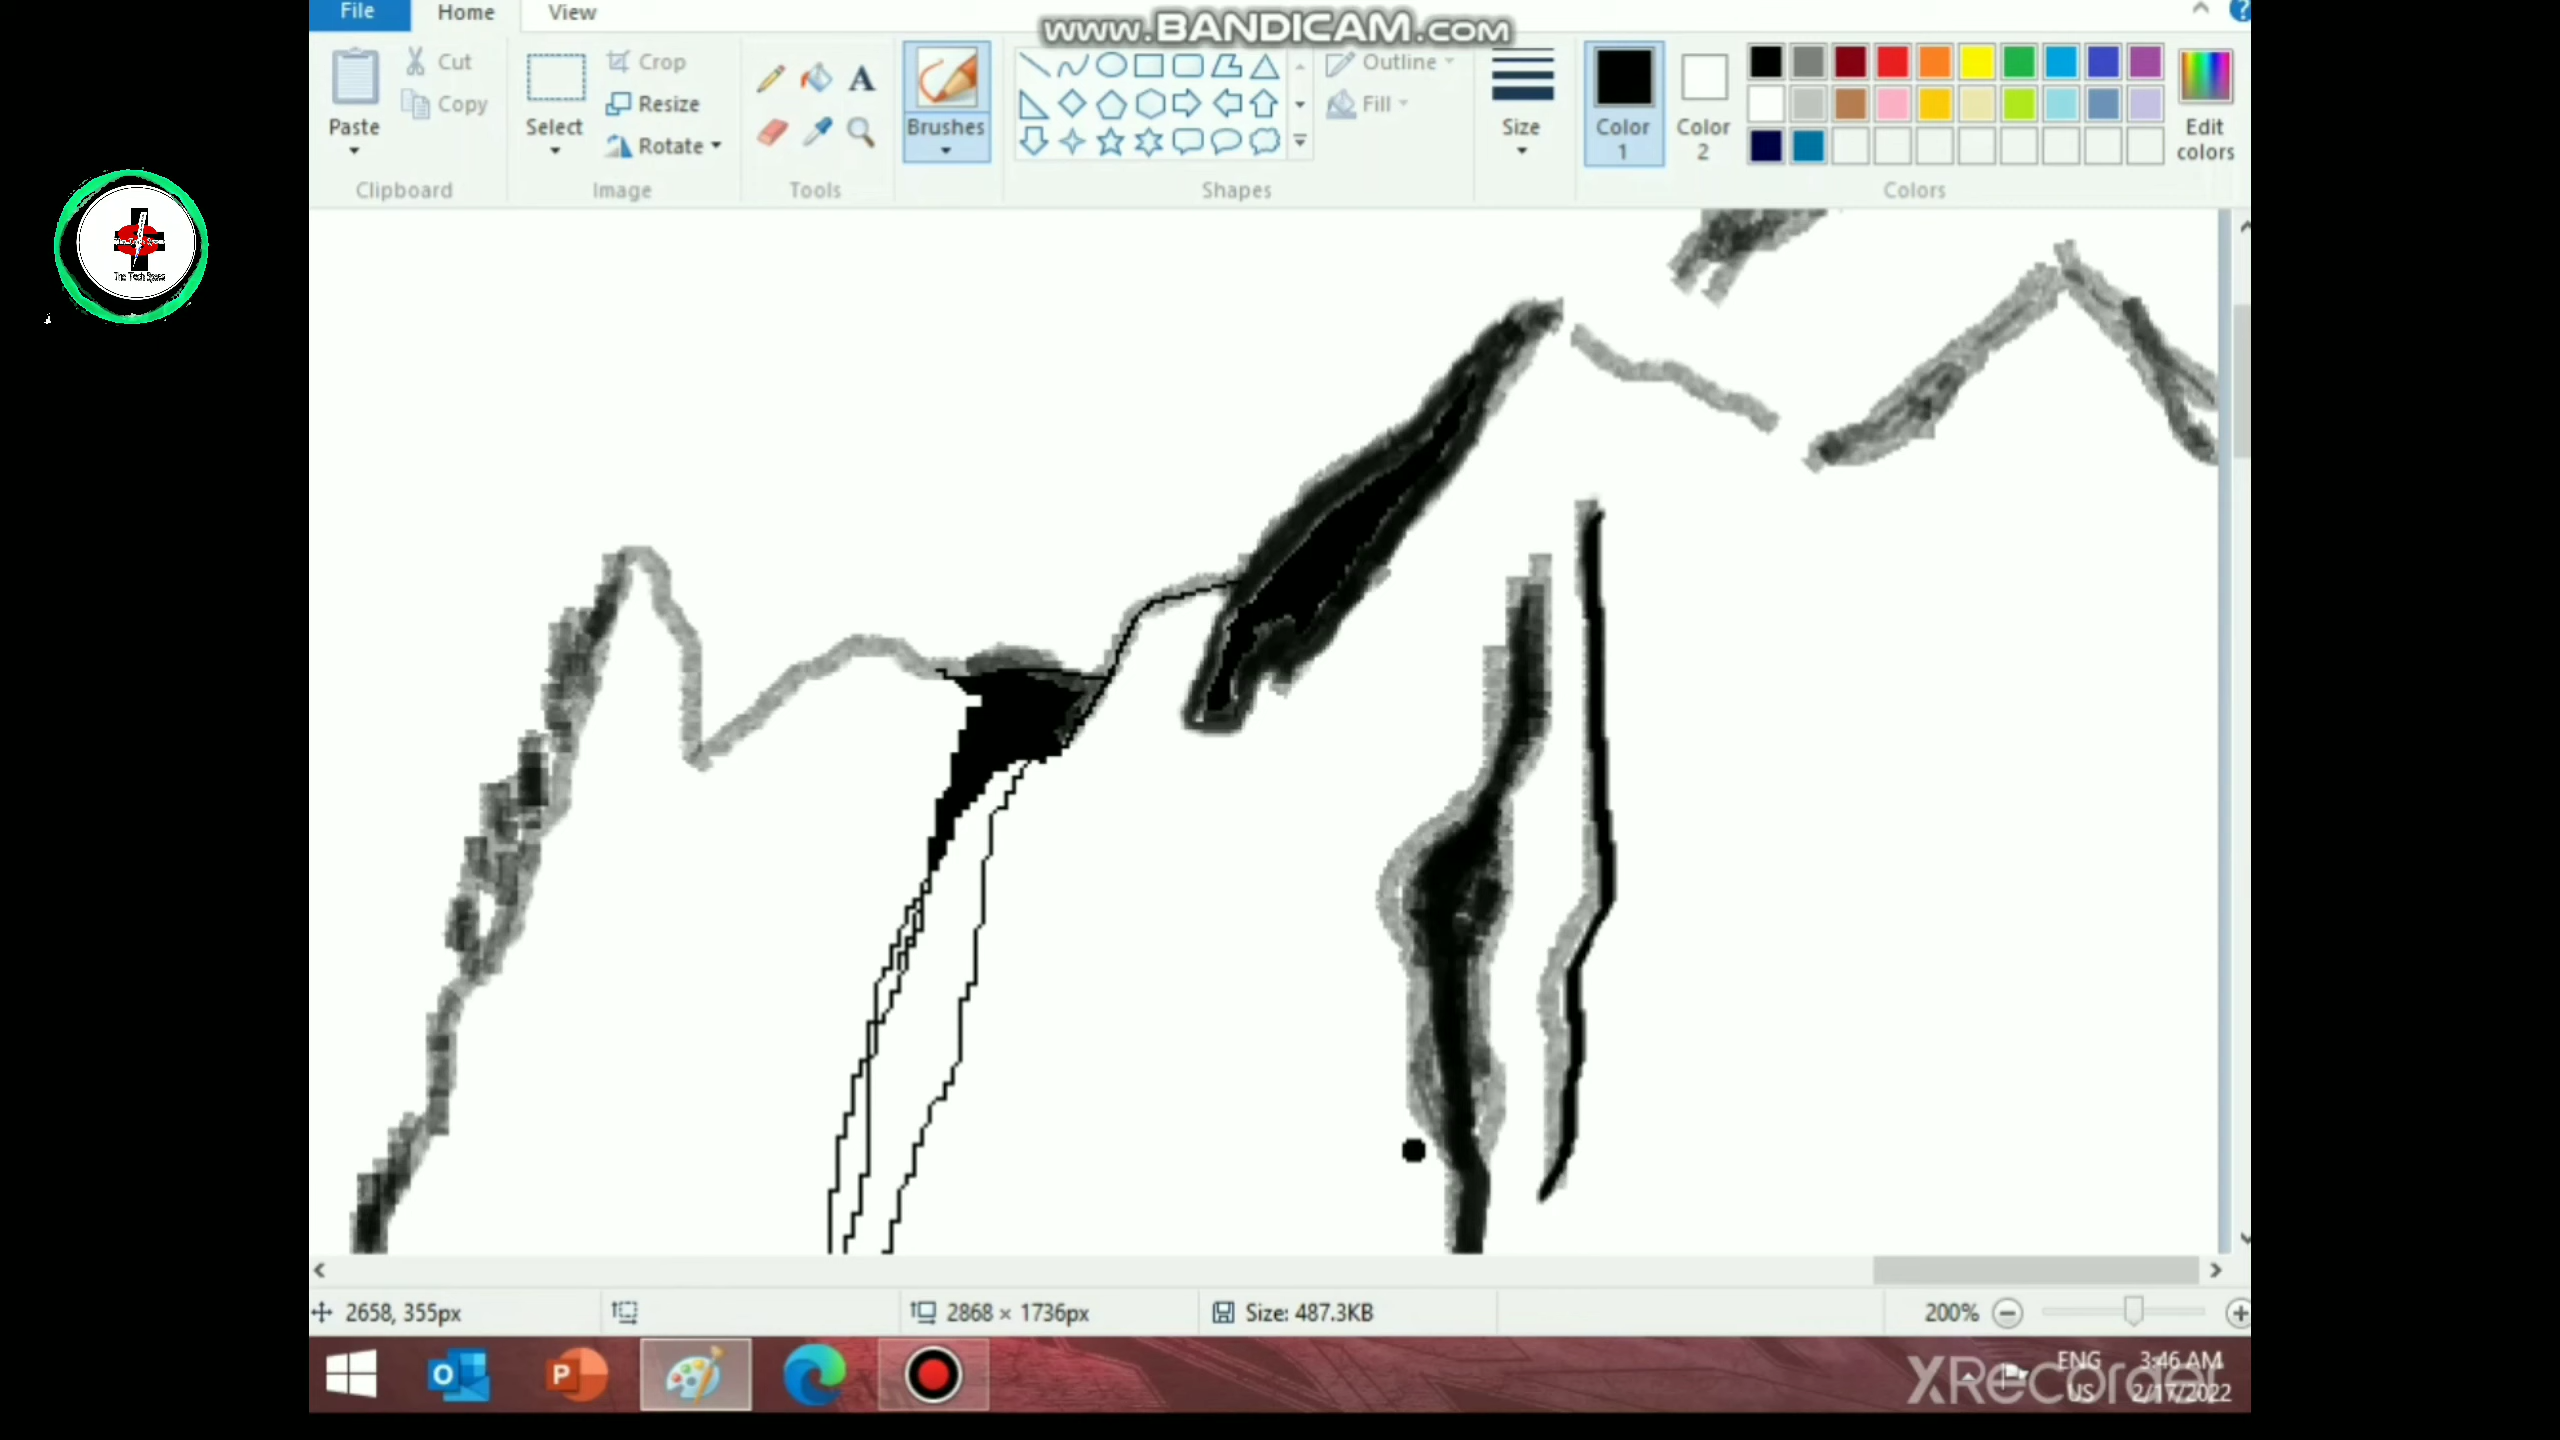 File Home View
www.BANDICAM.com
Paste
Cut
Copy
Clipboard
Select
Crop
Resize
Rotate
Image
A
Tools
Brushes
Outline
Fill
Shapes
Size
Color 1
Color 2
Edit colors
Colors
?
The Tech
2658, 355px
2868 × 1736px
Size: 487.3KB
200%
O
P
ENG
US
3:46 AM
2/17/2022
XRecorder